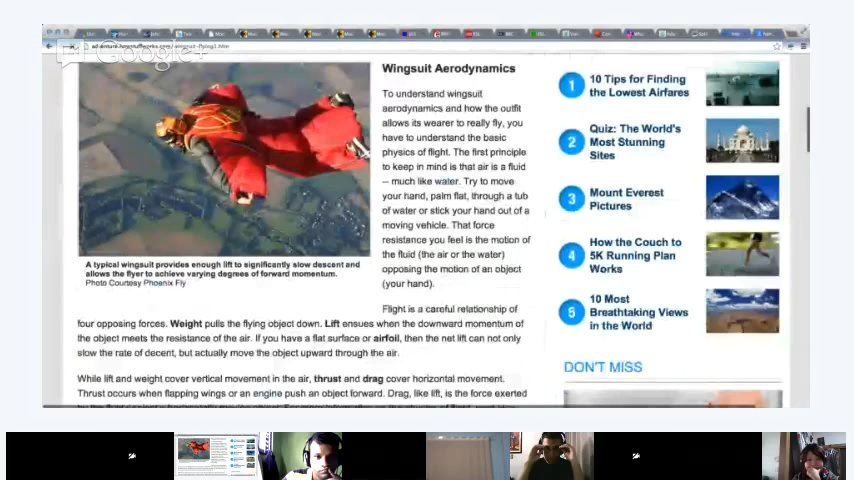 Google+
Wingsuit Aerodynamics
To understand wingsuit
aerodynamics and how the outfit
allows its wearer to really fly, you
have to understand the basic
physics of flight. The first principle
to keep in mind is that air is a fluid
-- much like water. Try to move
your hand, palm flat, through a tub
of water or stick your hand out of a
moving vehicle. That force
resistance you feel is the motion of
the fluid (the air or the water)
opposing the motion of an object
(your hand).
A typical wingsuit provides enough lift to significantly slow descent and
allows the flyer to achieve varying degrees of forward momentum.
Photo Courtesy Phoenix Fly
Flight is a careful relationship of
four opposing forces. Weight pulls the flying object down. Lift ensues when the downward momentum of
the object meets the resistance of the air. If you have a flat surface or airfoil, then the net lift can not only
slow the rate of decent, but actually move the object upward through the air.
While lift and weight cover vertical movement in the air, thrust and drag cover horizontal movement.
Thrust occurs when flapping wings or an engine push an object forward. Drag, like lift, is the force exerted
1
10 Tips for Finding
the Lowest Airfares
2
Quiz: The World's
Most Stunning
Sites
3
Mount Everest
Pictures
4
How the Couch to
5K Running Plan
Works
5
10 Most
Breathtaking Views
in the World
DON'T MISS